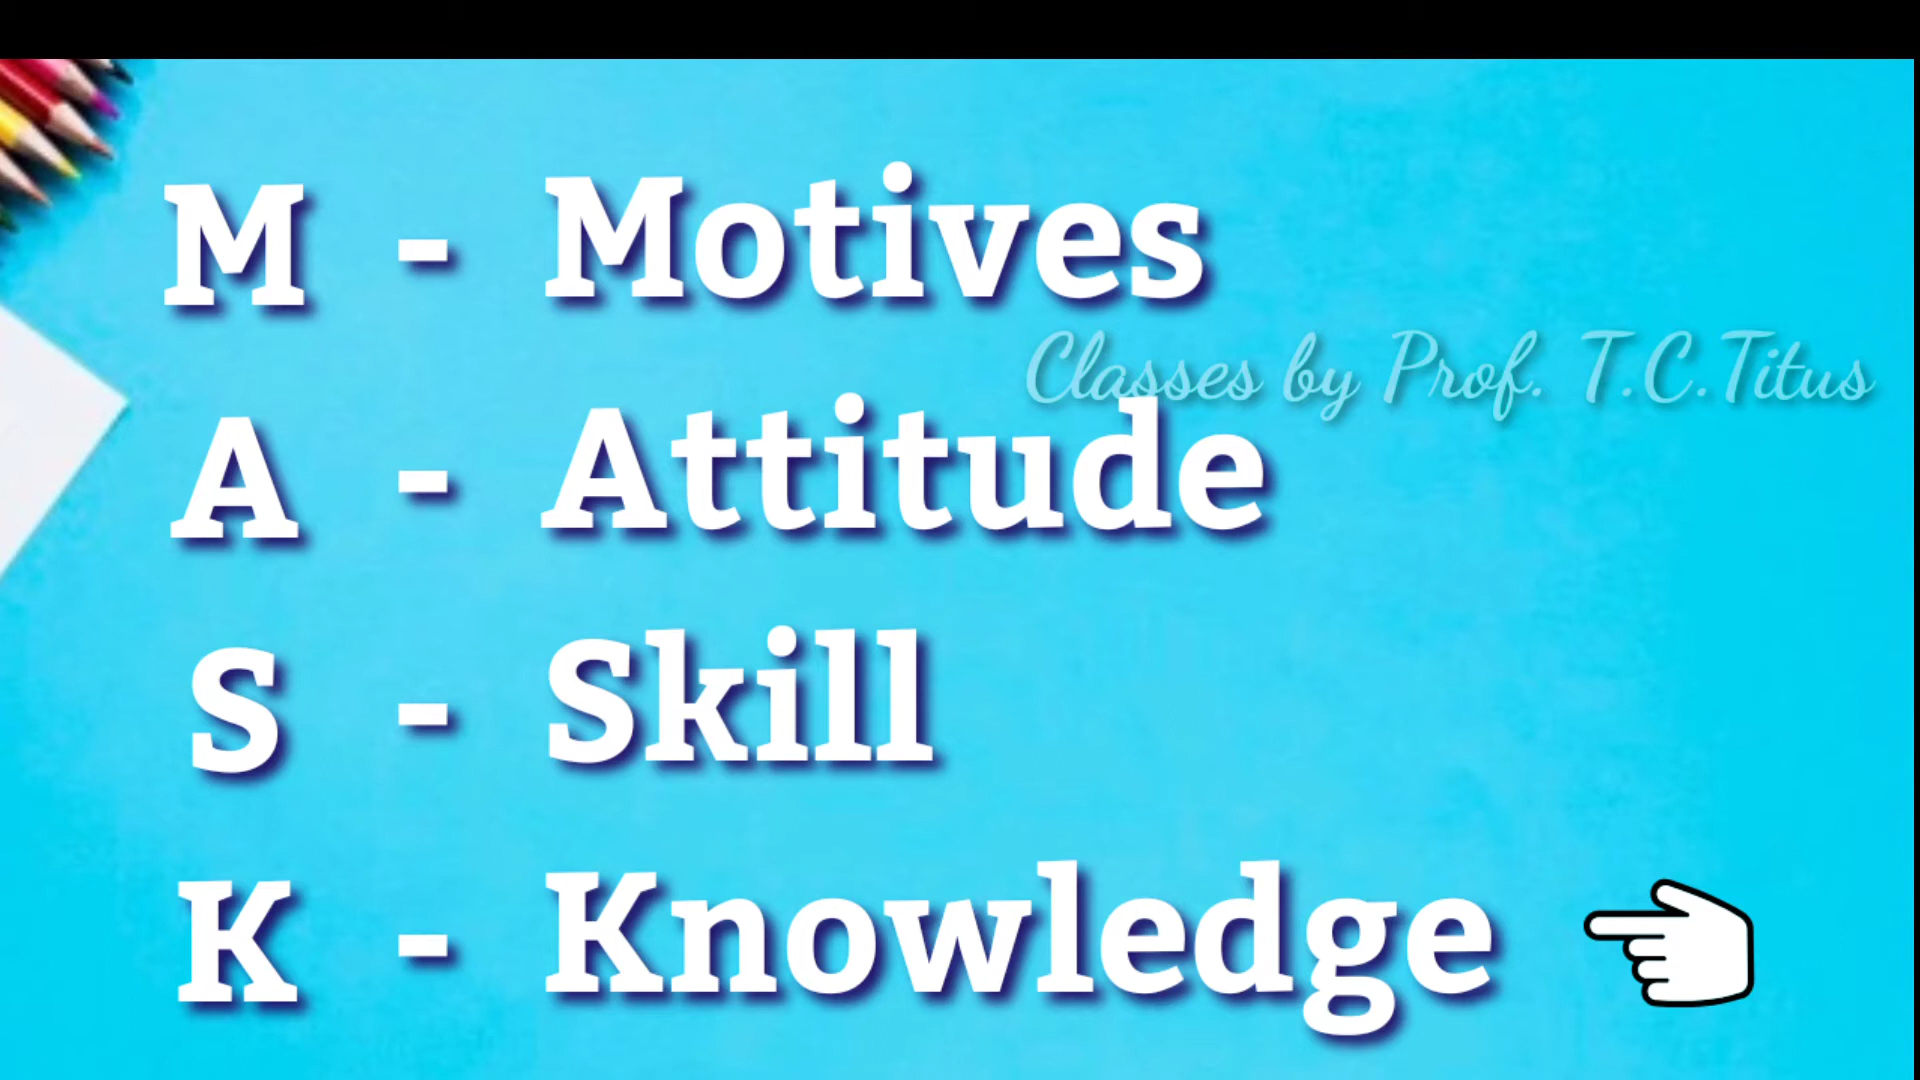 M - Motives
Classes by Prof. T.C.Titus
A - Attitude
S - Skill
K - Knowledge